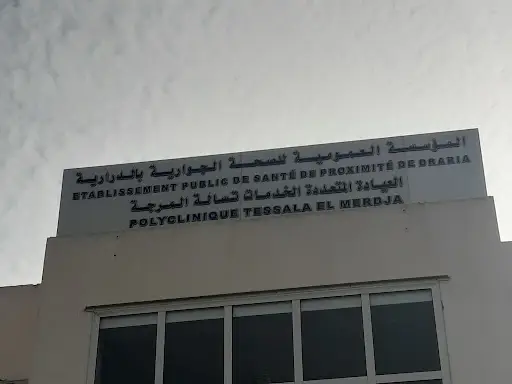 المؤسسة العمومية للصحة الجوارية بالدرارية
ETABLISSEMENT PUBLIC DE SANTÉ DE PROXIMITÉ DE DRARIA
العيادة المتعددة الخدمات تسالة المرجة
POLYCLINIQUE TESSALA EL MERDJA